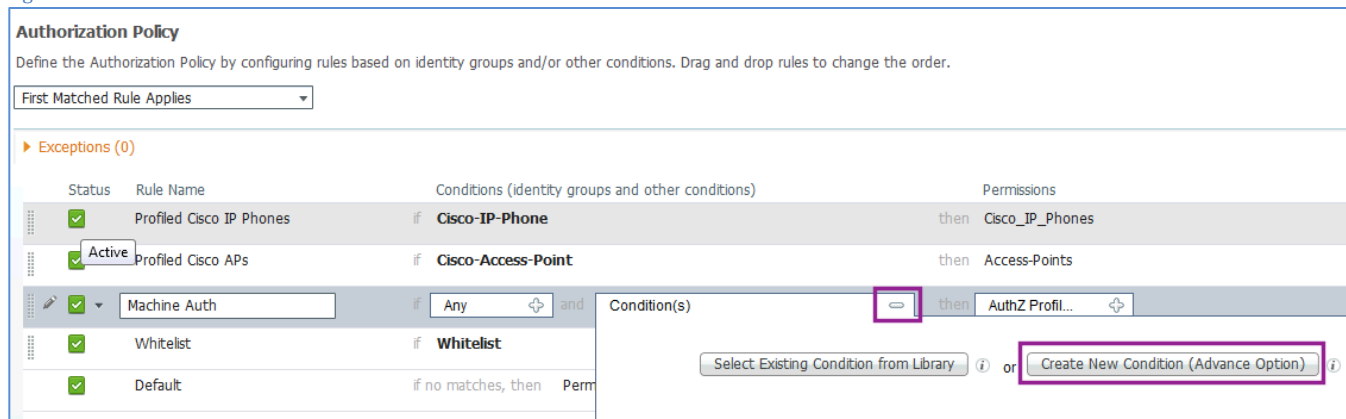 Authorization Policy
Define the Authorization Policy by configuring rules based on identity groups and/or other conditions. Drag and drop rules to change the order.
First Matched Rule Applies
Exceptions (0)
Status Rule Name Conditions (identity groups and other conditions) Permissions
Profiled Cisco IP Phones if Cisco-IP-Phone then Cisco_IP_Phones
Active
Profiled Cisco APs if Cisco-Access-Point then Access-Points
Machine Auth if Any and Condition(s) then AuthZ Profil...
Whitelist if Whitelist
Select Existing Condition from Library i or Create New Condition (Advance Option) i
Default if no matches, then Perm